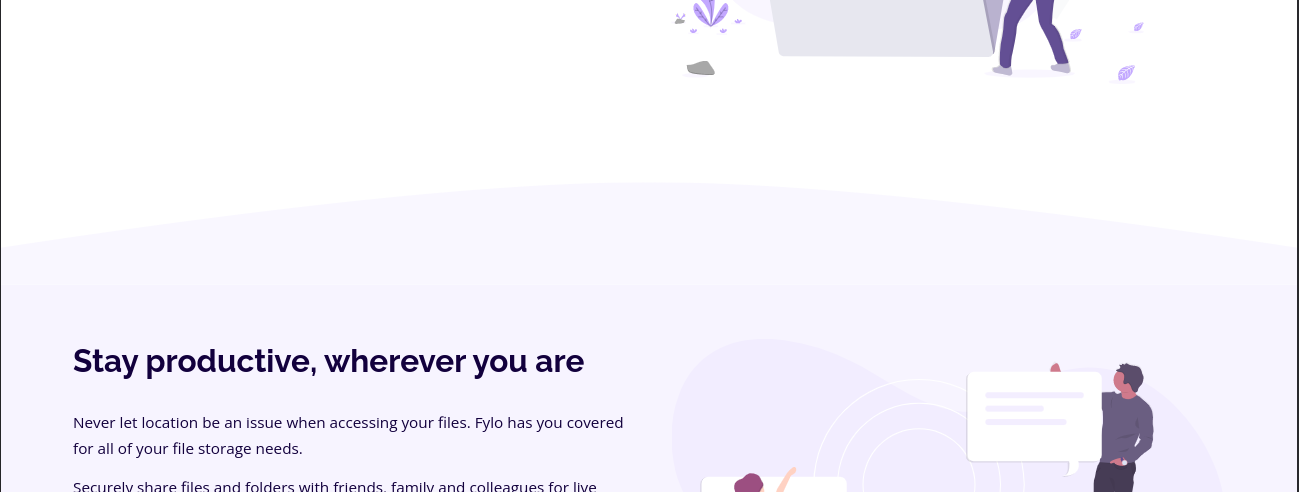 Stay productive, wherever you are
Never let location be an issue when accessing your files. Fylo has you covered
for all of your file storage needs.
Securely share files and folders with friends, family and colleagues for live